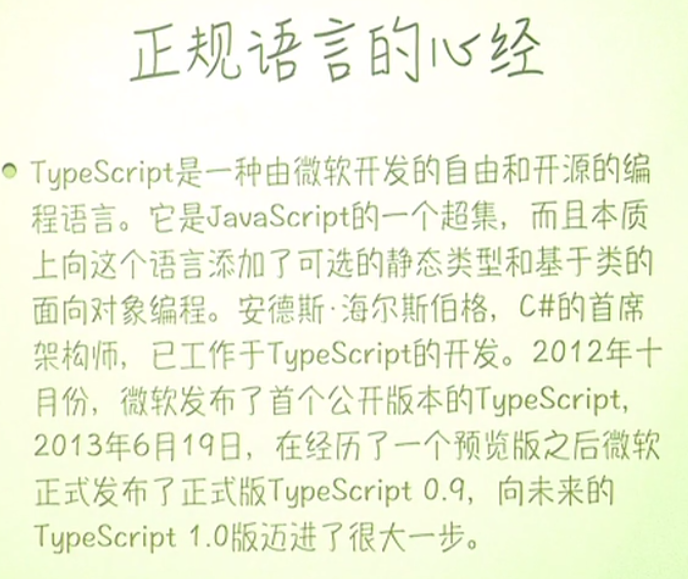 正规语言的心经
TypeScript是一种由微软开发的自由和开源的编
程语言。它是JavaScript的一个超集，而且本质
上向这个语言添加了可选的静态类型和基于类的
面向对象编程。安德斯·海尔斯伯格，C#的首席
架构师，已工作于TypeScript的开发。2012年十
月份，微软发布了首个公开版本的TypeScript，
2013年6月19日，在经历了一个预览版之后微软
正式发布了正式版TypeScript 0.9，向未来的
TypeScript 1.0版迈进了很大一步。